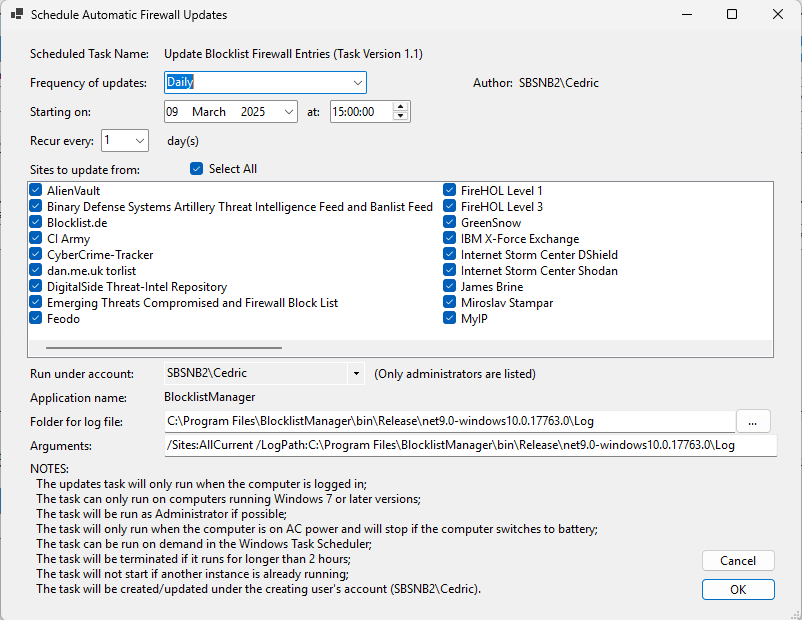 Schedule Automatic Firewall Updates
Scheduled Task Name: Update Blocklist Firewall Entries (Task Version 1.1)
Frequency of updates: Daily Author: SBSNB2\Cedric
Starting on: 09 March 2025 at: 15:00:00
Recur every: 1 day(s)
Sites to update from: Select All
AlienVault FireHOL Level 1
Binary Defense Systems Artillery Threat Intelligence Feed and Banlist Feed FireHOL Level 3
Blocklist.de GreenSnow
CI Army IBM X-Force Exchange
CyberCrime-Tracker Internet Storm Center DShield
dan.me.uk torlist Internet Storm Center Shodan
DigitalSide Threat-Intel Repository James Brine
Emerging Threats Compromised and Firewall Block List Miroslav Stampar
Feodo MyIP
Run under account: SBSNB2\Cedric (Only administrators are listed)
Application name: BlocklistManager
Folder for log file: C:\Program Files\BlocklistManager\bin\Release\net9.0-windows10.0.17763.0\Log ...
Arguments: /Sites:AllCurrent /LogPath:C:\Program Files\BlocklistManager\bin\Release\net9.0-windows10.0.17763.0\Log
NOTES:
The updates task will only run when the computer is logged in;
The task can only run on computers running Windows 7 or later versions;
The task will be run as Administrator if possible;
The task will only run when the computer is on AC power and will stop if the computer switches to battery;
The task can be run on demand in the Windows Task Scheduler;
The task will be terminated if it runs for longer than 2 hours;
The task will not start if another instance is already running;
The task will be created/updated under the creating user's account (SBSNB2\Cedric).
Cancel
OK